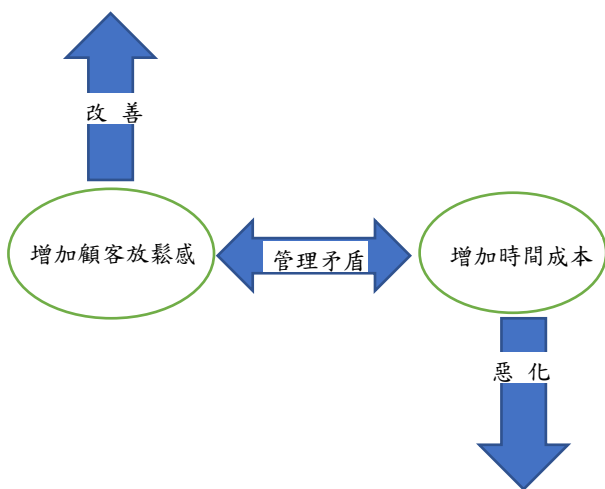 改 善
增加顧客放鬆感
管理矛盾
增加時間成本
惡 化